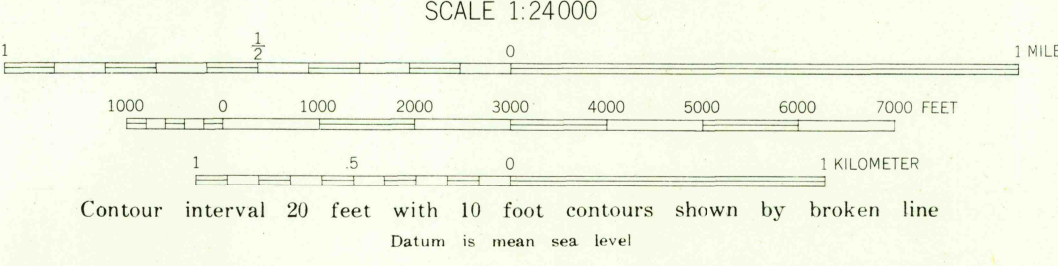 SCALE 1:24000
1 1/2 0 1 MILE
1000 0 1000 2000 3000 4000 5000 6000 7000 FEET
1 .5 0 1 KILOMETER
Contour interval 20 feet with 10 foot contours shown by broken line
Datum is mean sea level